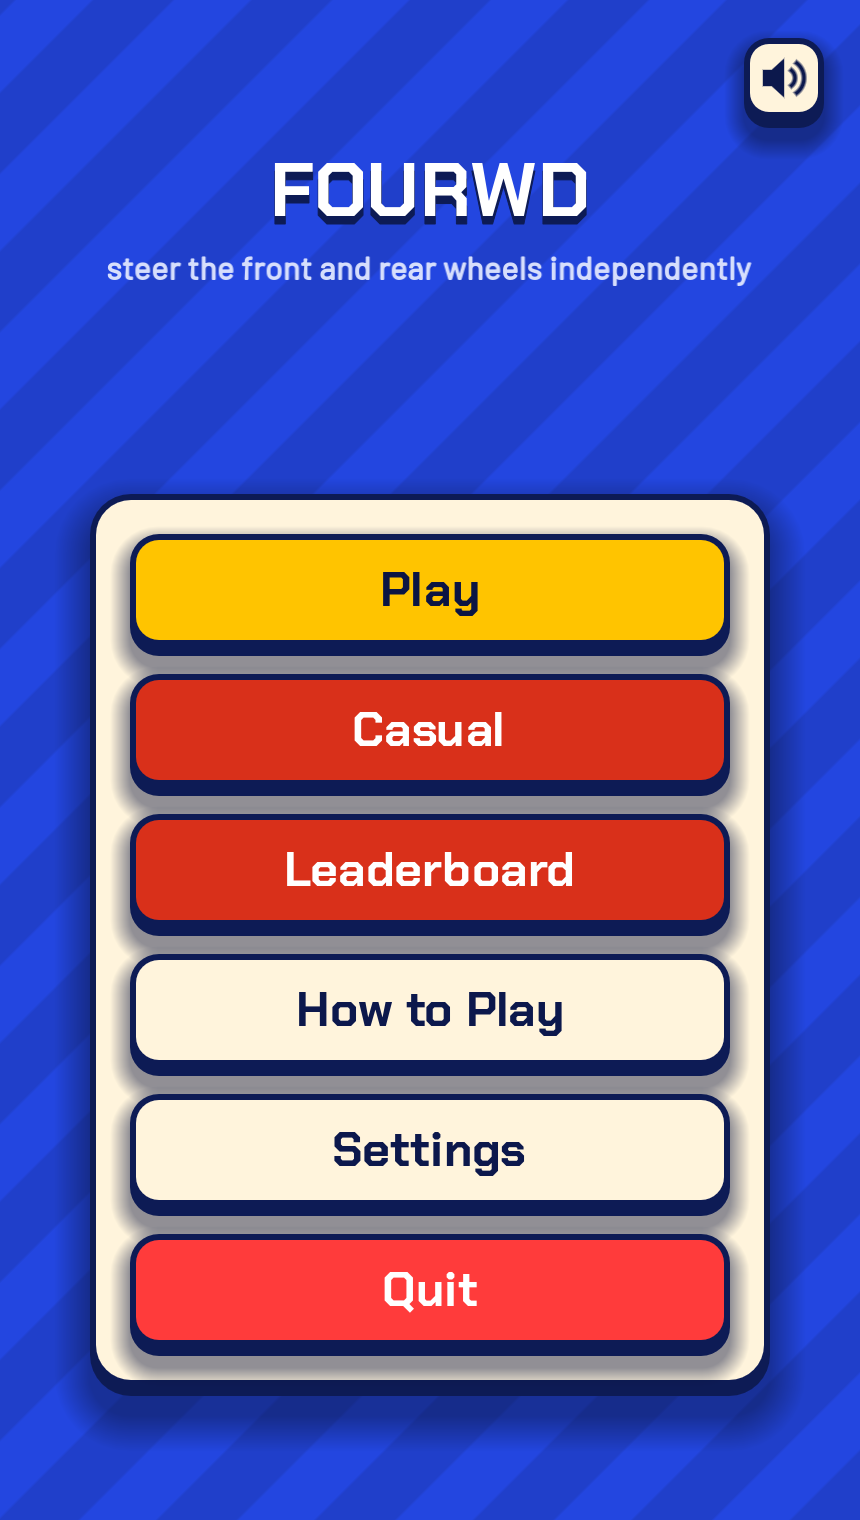 FOURWD
steer the front and rear wheels independently
Play
Casual
Leaderboard
How to Play
Settings
Quit